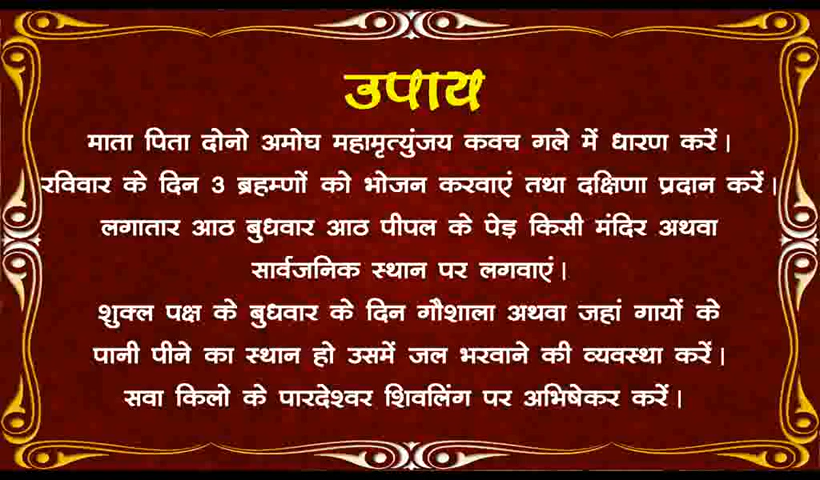 उपाय
माता पिता दोनो अमोघ महामृत्युंजय कवच गले में धारण करें।
रविवार के दिन 3 ब्रहम्णों को भोजन करवाएं तथा दक्षिणा प्रदान करें।
लगातार आठ बुधवार आठ पीपल के पेड़ किसी मंदिर अथवा
सार्वजनिक स्थान पर लगवाएं।
शुक्ल पक्ष के बुधवार के दिन गौशाला अथवा जहां गायों के
पानी पीने का स्थान हो उसमें जल भरवाने की व्यवस्था करें।
सवा किलो के पारदेश्वर शिवलिंग पर अभिषेकर करें।